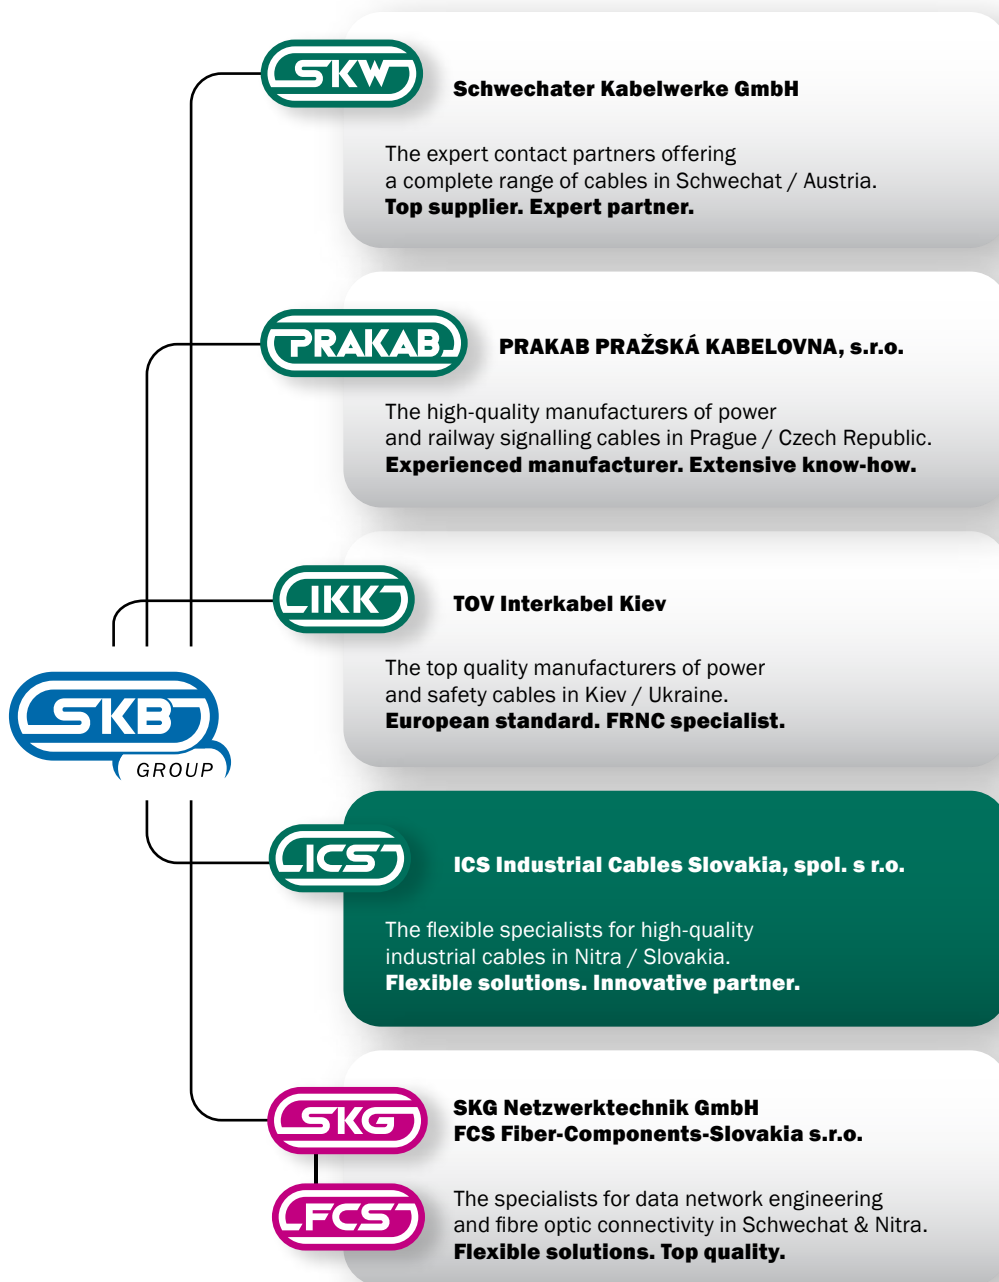 SKW
Schwechater Kabelwerke GmbH
The expert contact partners offering
a complete range of cables in Schwechat / Austria.
Top supplier. Expert partner.
PRAKAB
PRAKAB PRAŽSKÁ KABELOVNA, s.r.o.
The high-quality manufacturers of power
and railway signalling cables in Prague / Czech Republic.
Experienced manufacturer. Extensive know-how.
IKK
TOV Interkabel Kiev
The top quality manufacturers of power
and safety cables in Kiev / Ukraine.
European standard. FRNC specialist.
SKB
GROUP
ICS
ICS Industrial Cables Slovakia, spol. s r.o.
The flexible specialists for high-quality
industrial cables in Nitra / Slovakia.
Flexible solutions. Innovative partner.
SKG
SKG Netzwerktechnik GmbH
FCS Fiber-Components-Slovakia s.r.o.
FCS
The specialists for data network engineering
and fibre optic connectivity in Schwechat & Nitra.
Flexible solutions. Top quality.